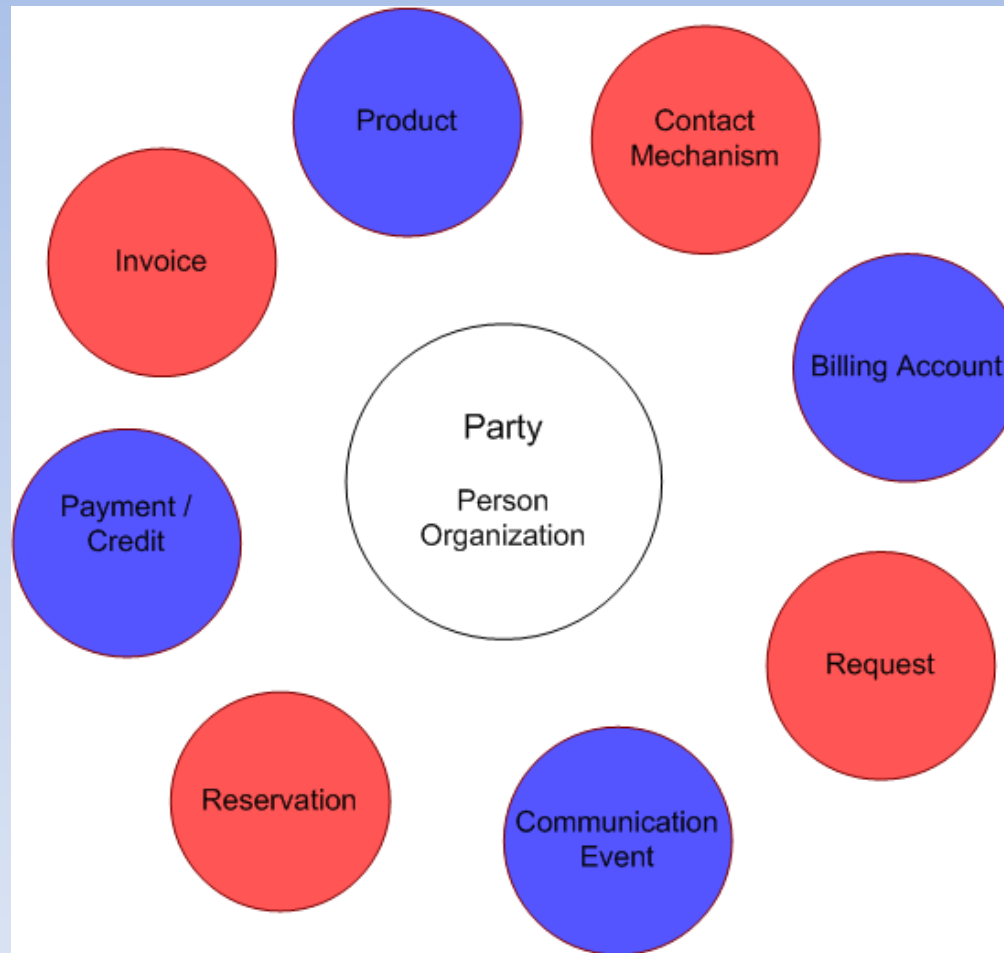 Product
Contact
Mechanism
Invoice
Billing Account
Party
Person
Organization
Payment /
Credit
Request
Reservation
Communication
Event